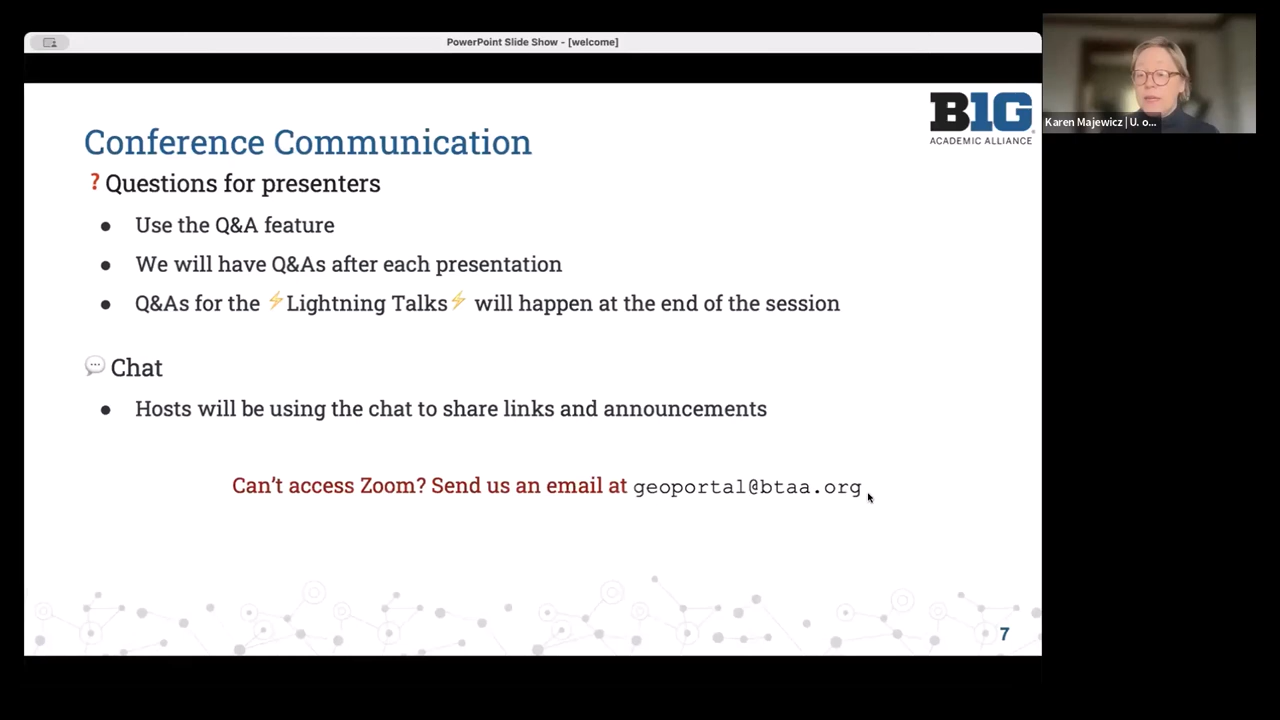 PowerPoint Slide Show - [welcome]
B1G
ACADEMIC ALLIANCE
Karen Majewicz | U. o...
Conference Communication
❓Questions for presenters
● Use the Q&A feature
● We will have Q&As after each presentation
● Q&As for the ⚡Lightning Talks⚡ will happen at the end of the session
💬 Chat
● Hosts will be using the chat to share links and announcements
Can't access Zoom? Send us an email at geoportal@btaa.org
7